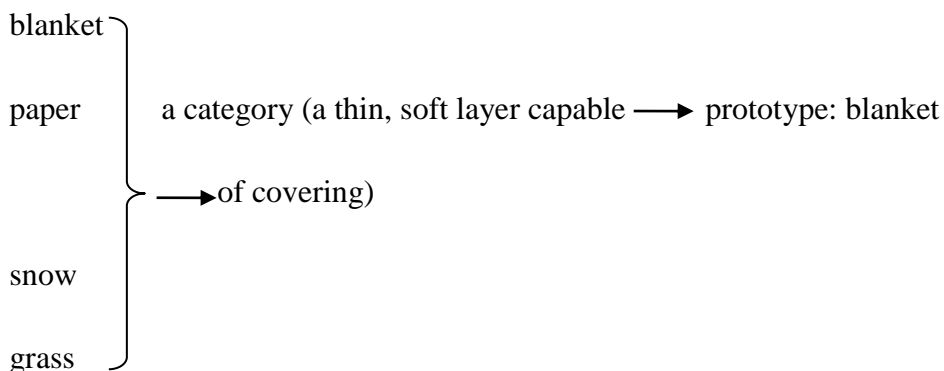 blanket
paper a category (a thin, soft layer capable prototype: blanket
of covering)
snow
grass